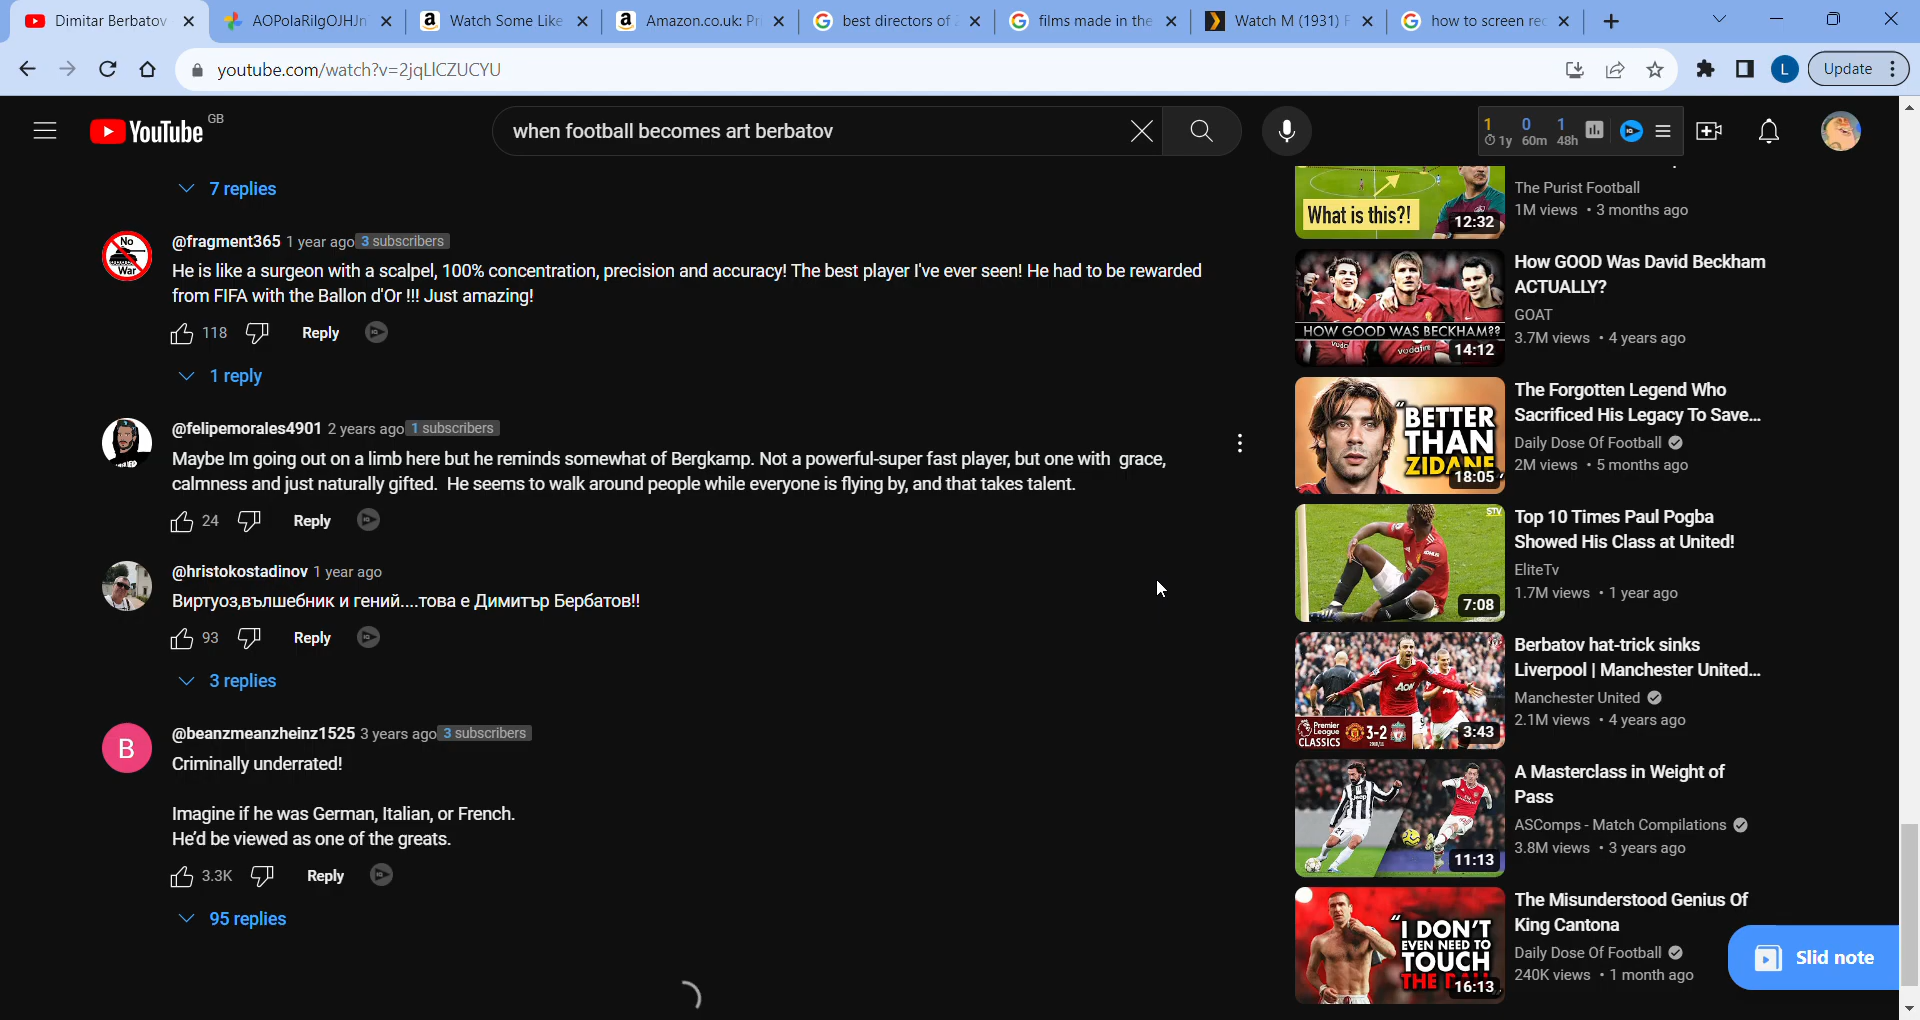 Dimitar Berbatov
AOPolaRilgOJHJn
Watch Some Like
Amazon.co.uk: Pr
best directors of
films made in the
Watch M (1931) F
how to screen rec
youtube.com/watch?v=2jqLlCZUCYU
L
Update
YouTube GB
when football becomes art berbatov
1 0 1
1y 60m 48h
7 replies
No
War
@fragment365 1 year ago 3 subscribers
He is like a surgeon with a scalpel, 100% concentration, precision and accuracy! The best player I've ever seen! He had to be rewarded
from FIFA with the Ballon d'Or !!! Just amazing!
118 Reply
1 reply
@felipemorales4901 2 years ago 1 subscribers
Maybe Im going out on a limb here but he reminds somewhat of Bergkamp. Not a powerful-super fast player, but one with grace,
calmness and just naturally gifted. He seems to walk around people while everyone is flying by, and that takes talent.
24 Reply
@hristokostadinov 1 year ago
Виртуоз,вълшебник и гений....това е Димитър Бербатов!!
93 Reply
3 replies
B
@beanzmeanzheinz1525 3 years ago 3 subscribers
Criminally underrated!
Imagine if he was German, Italian, or French.
He'd be viewed as one of the greats.
3.3K Reply
95 replies
What is this?!
12:32
The Purist Football
1M views • 3 months ago
HOW GOOD WAS BECKHAM??
vodafone
14:12
How GOOD Was David Beckham
ACTUALLY?
GOAT
3.7M views • 4 years ago
"BETTER
THAN
ZIDANE
18:05
The Forgotten Legend Who
Sacrificed His Legacy To Save...
Daily Dose Of Football
2M views • 5 months ago
STV
7:08
Top 10 Times Paul Pogba
Showed His Class at United!
EliteTv
1.7M views • 1 year ago
AON
Premier
League
CLASSICS
3-2
3:43
Berbatov hat-trick sinks
Liverpool | Manchester United...
Manchester United
2.1M views • 4 years ago
Jeep
21
11:13
A Masterclass in Weight of
Pass
ASComps - Match Compilations
3.8M views • 3 years ago
"I DON'T
EVEN NEED TO
TOUCH
THE
16:13
The Misunderstood Genius Of
King Cantona
Daily Dose Of Football
240K views • 1 month ago
Slid note